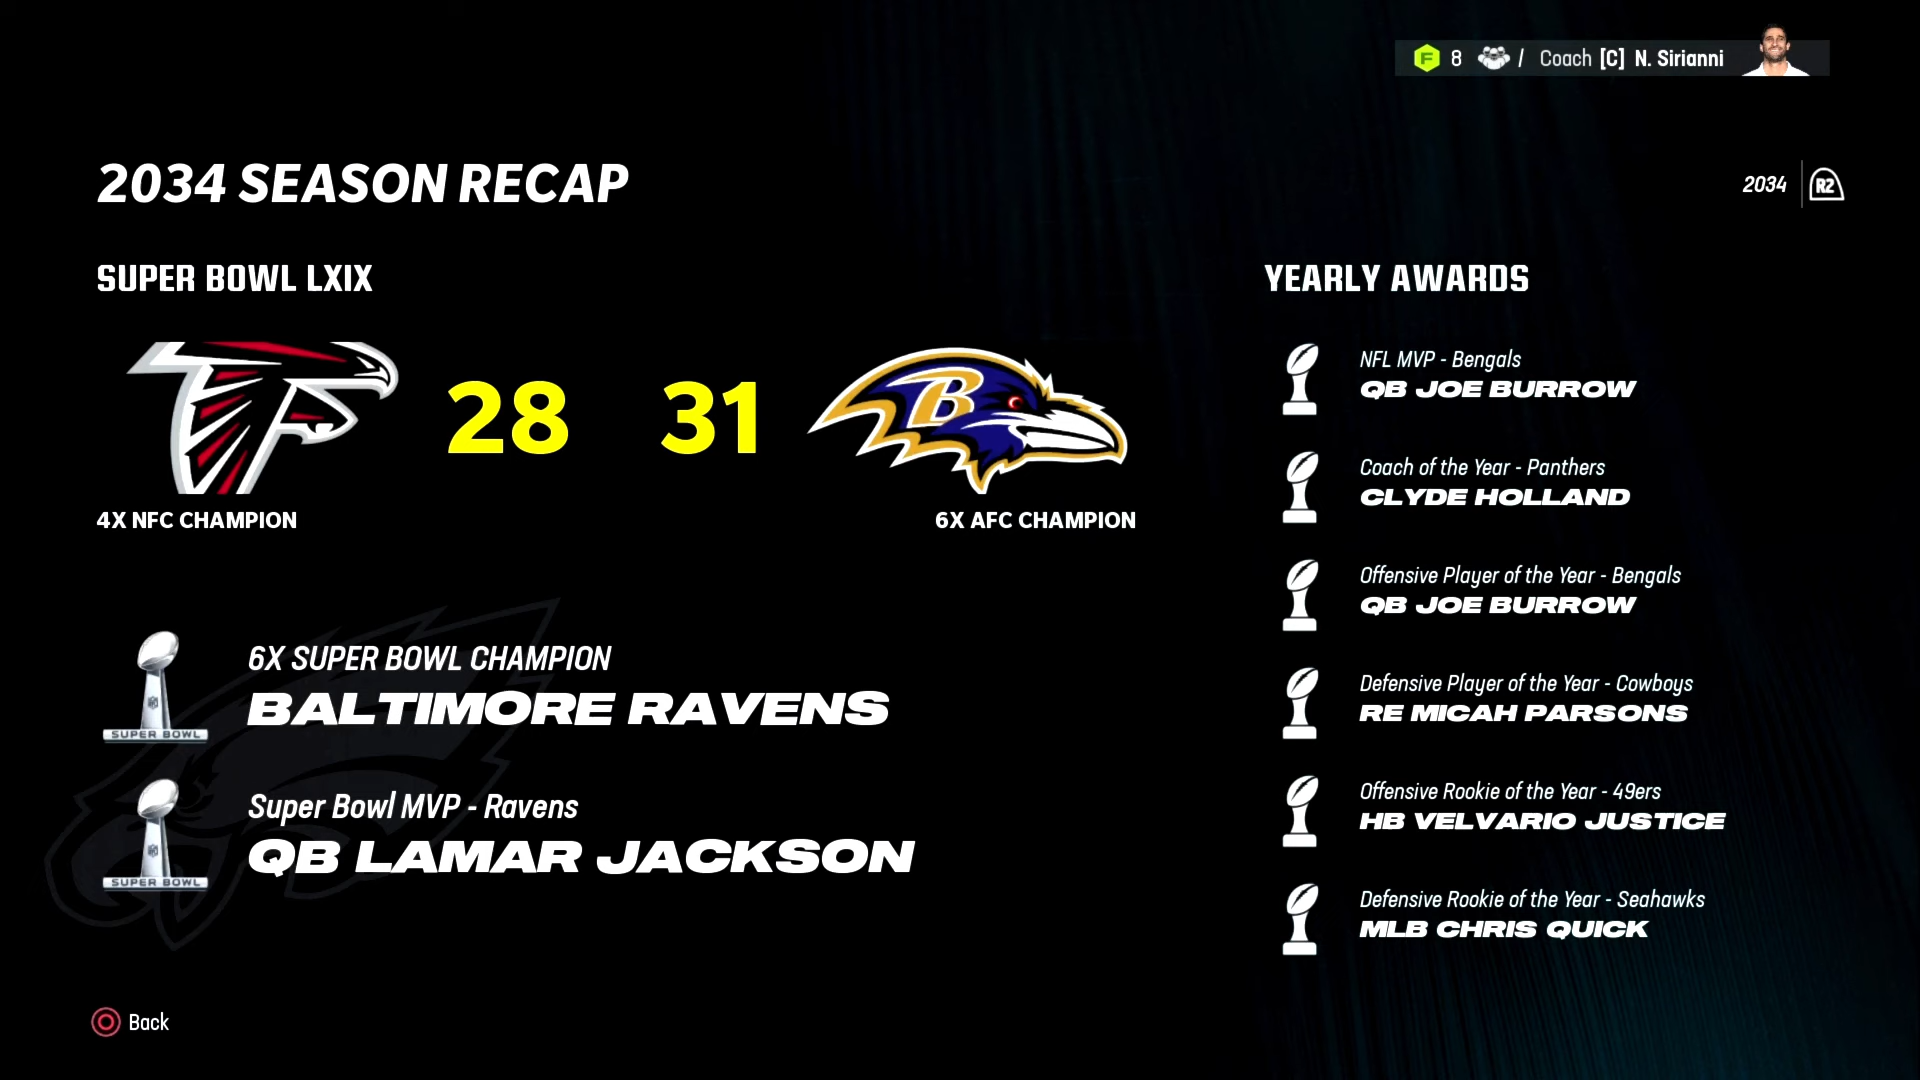 F 8 / Coach [C] N. Sirianni
2034 SEASON RECAP
2034 R2
SUPER BOWL LXIX
28 31
B
4X NFC CHAMPION
6X AFC CHAMPION
6X SUPER BOWL CHAMPION
BALTIMORE RAVENS
SUPER BOWL
Super Bowl MVP - Ravens
QB LAMAR JACKSON
SUPER BOWL
YEARLY AWARDS
NFL MVP - Bengals
QB JOE BURROW
Coach of the Year - Panthers
CLYDE HOLLAND
Offensive Player of the Year - Bengals
QB JOE BURROW
Defensive Player of the Year - Cowboys
RE MICAH PARSONS
Offensive Rookie of the Year - 49ers
HB VELVARIO JUSTICE
Defensive Rookie of the Year - Seahawks
MLB CHRIS QUICK
Back